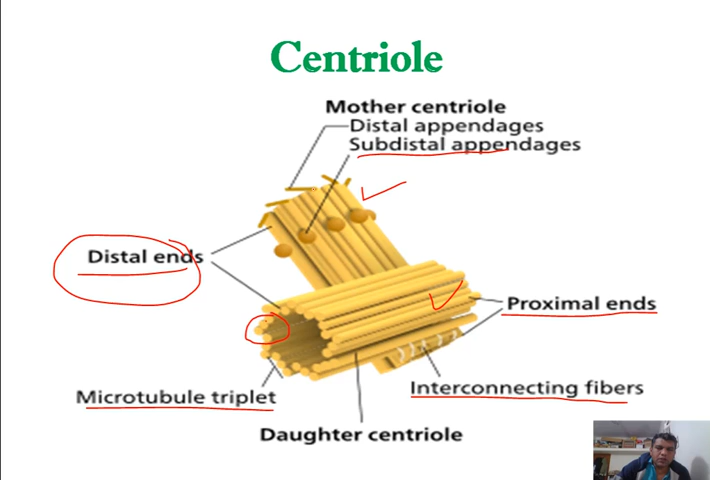 Centriole
Mother centriole
Distal appendages
Subdistal appendages
Distal ends
Proximal ends
Microtubule triplet
Interconnecting fibers
Daughter centriole